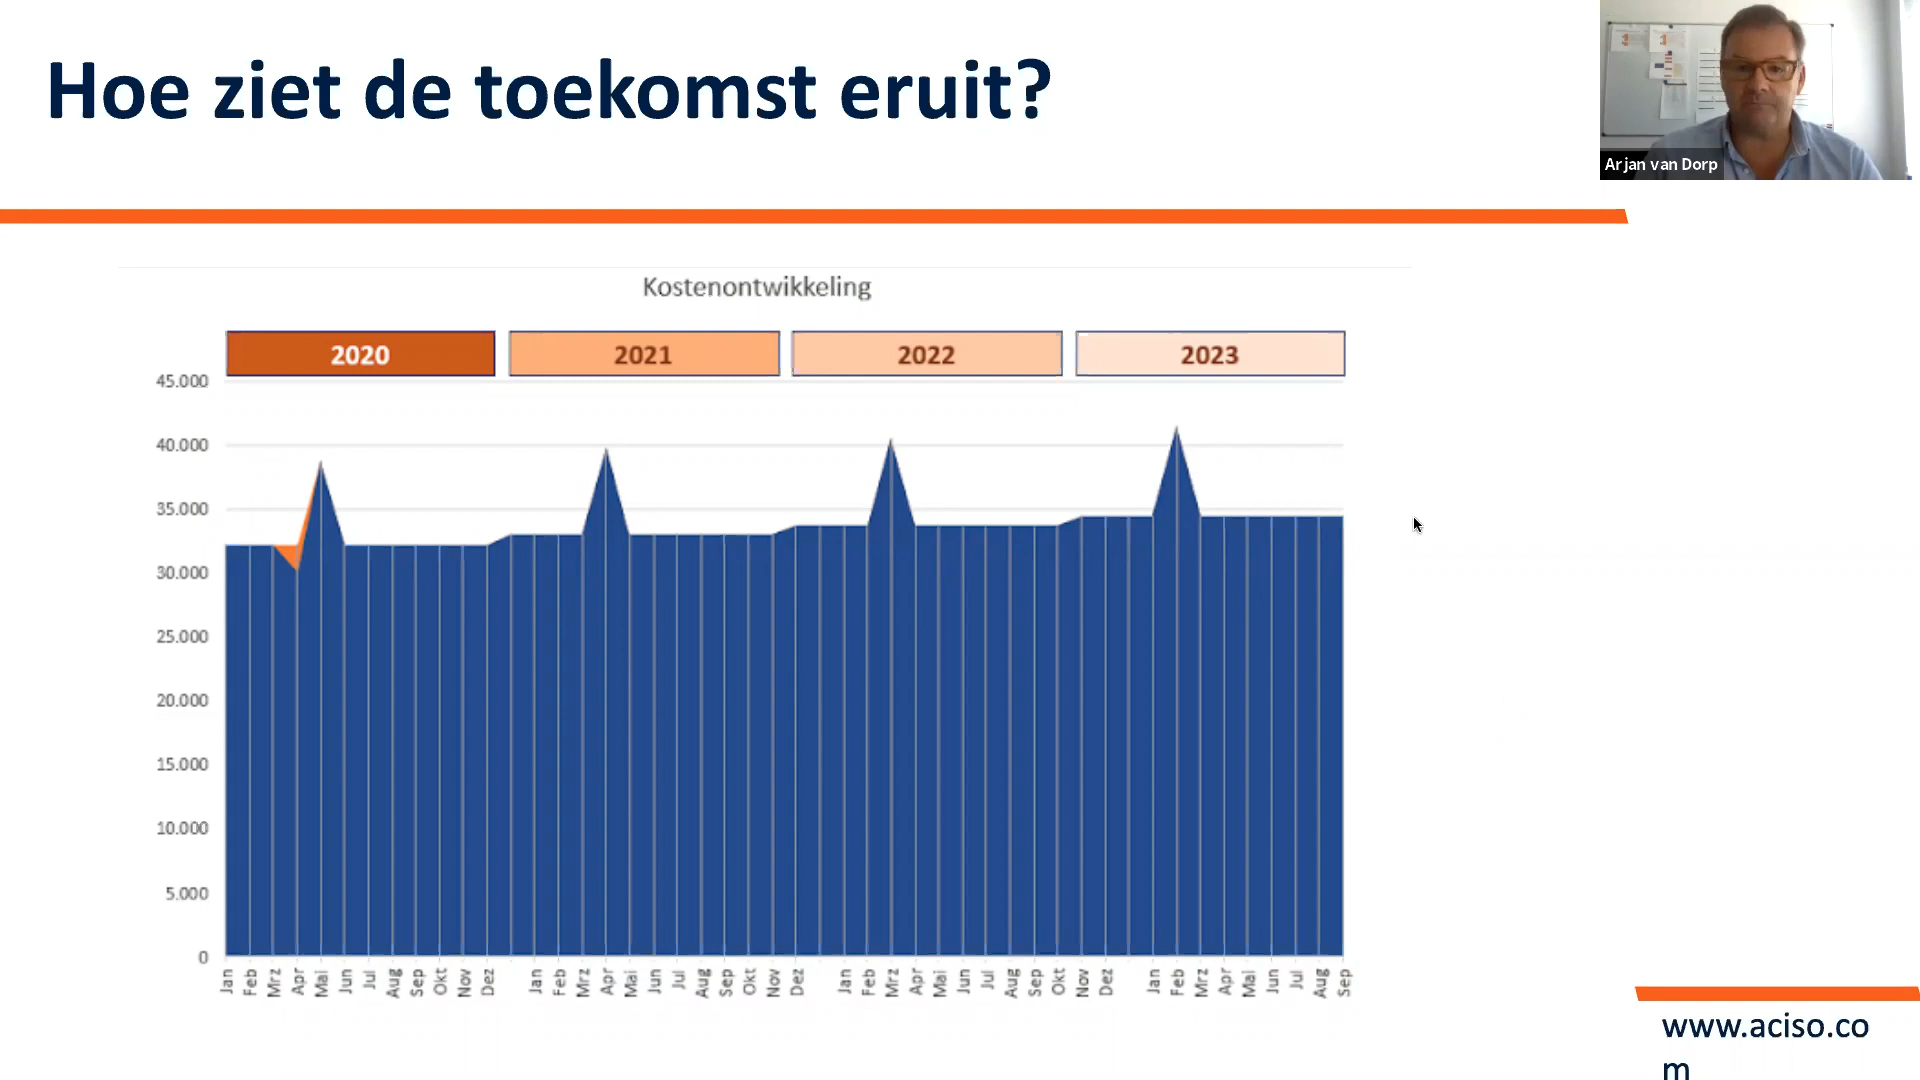 Hoe ziet de toekomst eruit?
Arjan van Dorp
Kostenontwikkeling
2020 2021 2022 2023
45.000
40.000
35.000
30.000
25.000
20.000
15.000
10.000
5.000
0
Jan Feb Mrz Apr Mai Jun Jul Aug Sep Okt Nov Dez Jan Feb Mrz Apr Mai Jun Jul Aug Sep Okt Nov Dez Jan Feb Mrz Apr Mai Jun Jul Aug Sep Okt Nov Dez Jan Feb Mrz Apr Mai Jun Jul Aug Sep
www.aciso.co
m